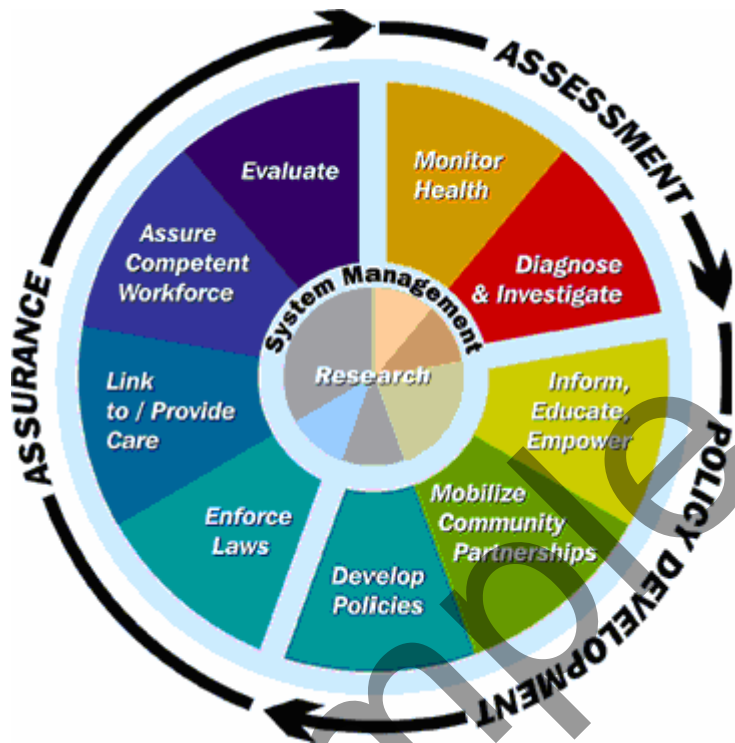 ASSESSMENT
POLICY DEVELOPMENT
ASSURANCE
Monitor
Health
Diagnose
& Investigate
Inform,
Educate,
Empower
Mobilize
Community
Partnerships
Develop
Policies
Enforce
Laws
Link
to / Provide
Care
Assure
Competent
Workforce
Evaluate
System Management
Research